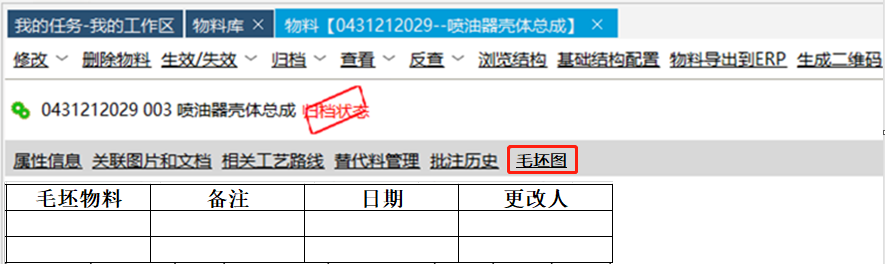 我的任务-我的工作区 物料库 × 物料【0431212029--喷油器壳体总成】 ×
修改 删除物料 生效/失效 归档 查看 反查 浏览结构 基础结构配置 物料导出到ERP 生成二维码
0431212029 003 喷油器壳体总成 归档状态
属性信息 关联图片和文档 相关工艺路线 替代料管理 批注历史 毛坯图
毛坯物料 备注 日期 更改人